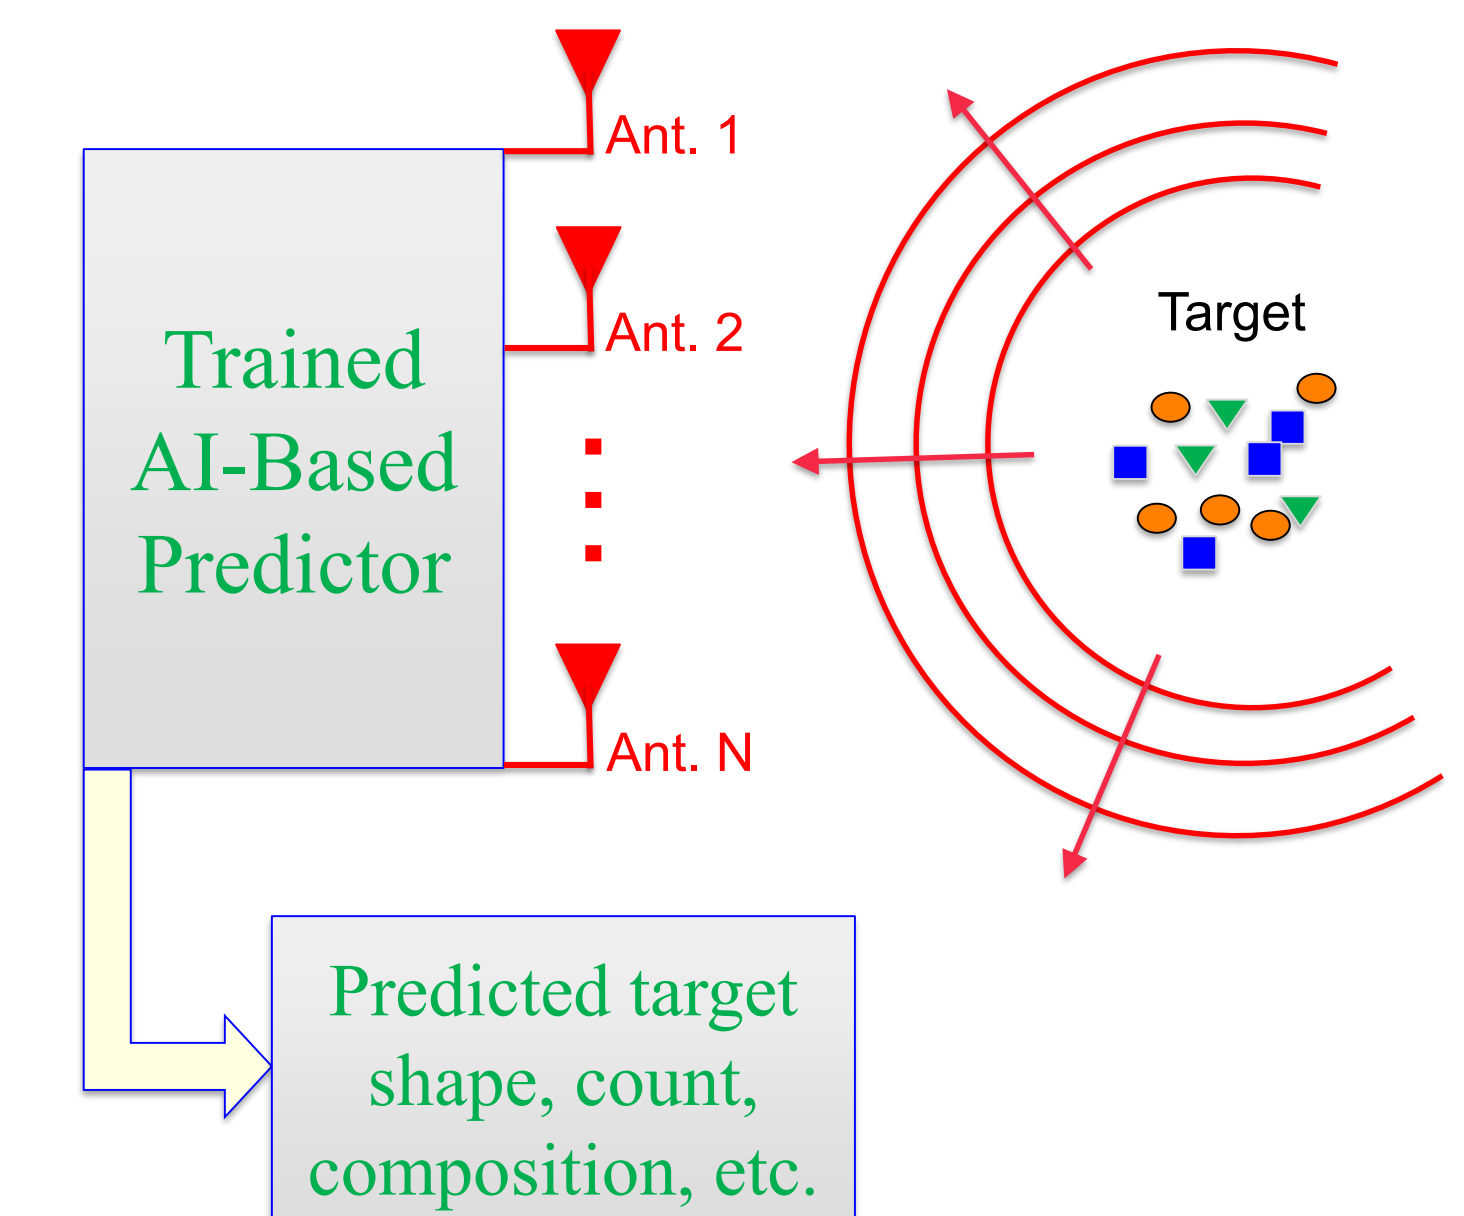 Ant. 1
Trained
AI-Based
Predictor
Ant. 2
Target
Ant. N
Predicted target
shape, count,
composition, etc.